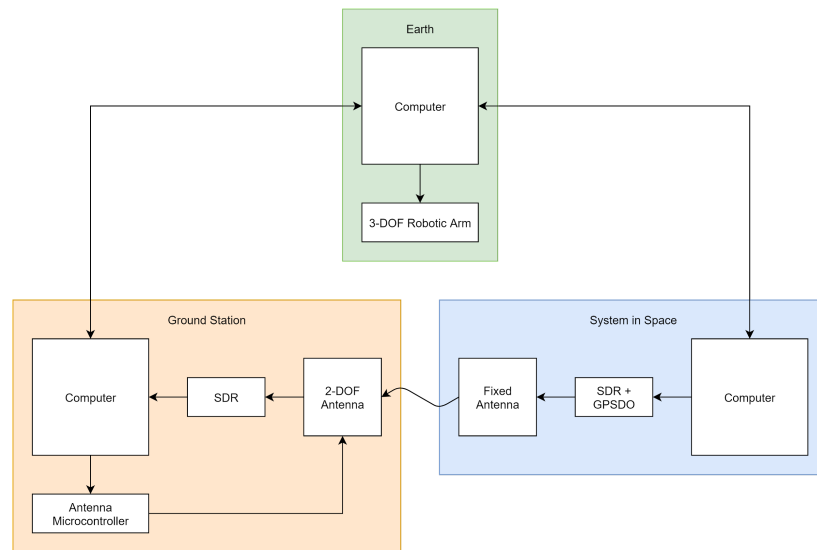 Earth
Computer
3-DOF Robotic Arm
Ground Station
System in Space
Computer
SDR
2-DOF
Antenna
Fixed
Antenna
SDR +
GPSDO
Computer
Antenna
Microcontroller